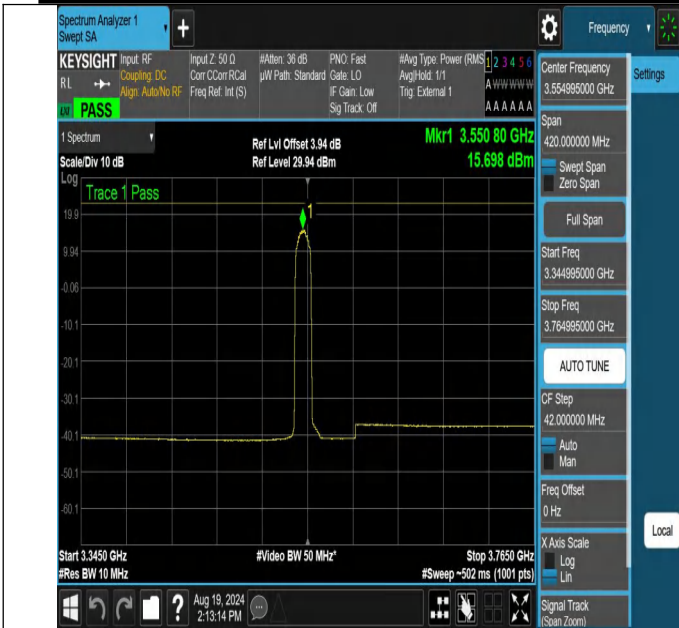 Spectrum Analyzer 1
Swept SA
+
Frequency
KEYSIGHT
RL
PASS
Input: RF
Coupling: DC
Align: Auto/No RF
Input Z: 50 Ω
Corr CCorr RCal
Freq Ref: Int (S)
#Atten: 36 dB
µW Path: Standard
PNO: Fast
Gate: LO
IF Gain: Low
Sig Track: Off
#Avg Type: Power (RMS
Avg|Hold: 1/1
Trig: External 1
1 2 3 4 5 6
A W W W W W
A A A A A A
Center Frequency
3.554995000 GHz
Settings
1 Spectrum
Scale/Div 10 dB
Ref Lvl Offset 3.94 dB
Ref Level 29.94 dBm
Mkr1 3.550 80 GHz
15.698 dBm
Span
420.000000 MHz
Swept Span
Zero Span
Full Span
Start Freq
3.344995000 GHz
Stop Freq
3.764995000 GHz
AUTO TUNE
CF Step
42.000000 MHz
Auto
Man
Freq Offset
0 Hz
X Axis Scale
Log
Lin
Signal Track
(Span Zoom)
Local
Log
Trace 1 Pass
1
19.9
9.94
-0.06
-10.1
-20.1
-30.1
-40.1
-50.1
-60.1
Start 3.3450 GHz
#Video BW 50 MHz*
Stop 3.7650 GHz
#Res BW 10 MHz
#Sweep ~502 ms (1001 pts)
?
Aug 19, 2024
2:13:14 PM